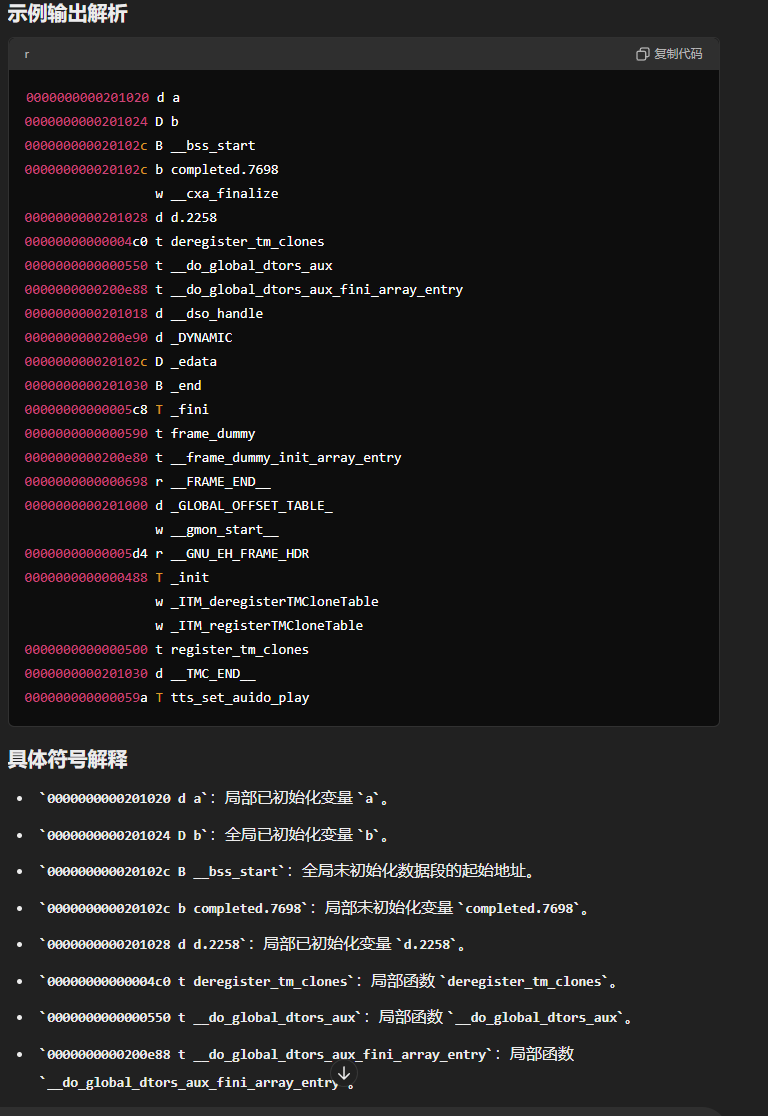 示例输出解析
r
复制代码
0000000000201020 d a
0000000000201024 D b
000000000020102c B __bss_start
000000000020102c b completed.7698
w __cxa_finalize
0000000000201028 d d.2258
00000000000004c0 t deregister_tm_clones
0000000000000550 t __do_global_dtors_aux
0000000000200e88 t __do_global_dtors_aux_fini_array_entry
0000000000201018 d __dso_handle
0000000000200e90 d _DYNAMIC
000000000020102c D _edata
0000000000201030 B _end
00000000000005c8 T _fini
0000000000000590 t frame_dummy
0000000000200e80 t __frame_dummy_init_array_entry
0000000000000698 r __FRAME_END__
0000000000201000 d _GLOBAL_OFFSET_TABLE_
w __gmon_start__
00000000000005d4 r __GNU_EH_FRAME_HDR
0000000000000488 T _init
w _ITM_deregisterTMCloneTable
w _ITM_registerTMCloneTable
0000000000000500 t register_tm_clones
0000000000201030 d __TMC_END__
000000000000059a T tts_set_auido_play
具体符号解释
• `0000000000201020 d a`: 局部已初始化变量 `a`。
• `0000000000201024 D b`: 全局已初始化变量 `b`。
• `000000000020102c B __bss_start`: 全局未初始化数据段的起始地址。
• `000000000020102c b completed.7698`: 局部未初始化变量 `completed.7698`。
• `0000000000201028 d d.2258`: 局部已初始化变量 `d.2258`。
• `00000000000004c0 t deregister_tm_clones`: 局部函数 `deregister_tm_clones`。
• `0000000000000550 t __do_global_dtors_aux`: 局部函数 `__do_global_dtors_aux`。
• `0000000000200e88 t __do_global_dtors_aux_fini_array_entry`: 局部函数
`__do_global_dtors_aux_fini_array_entry`。